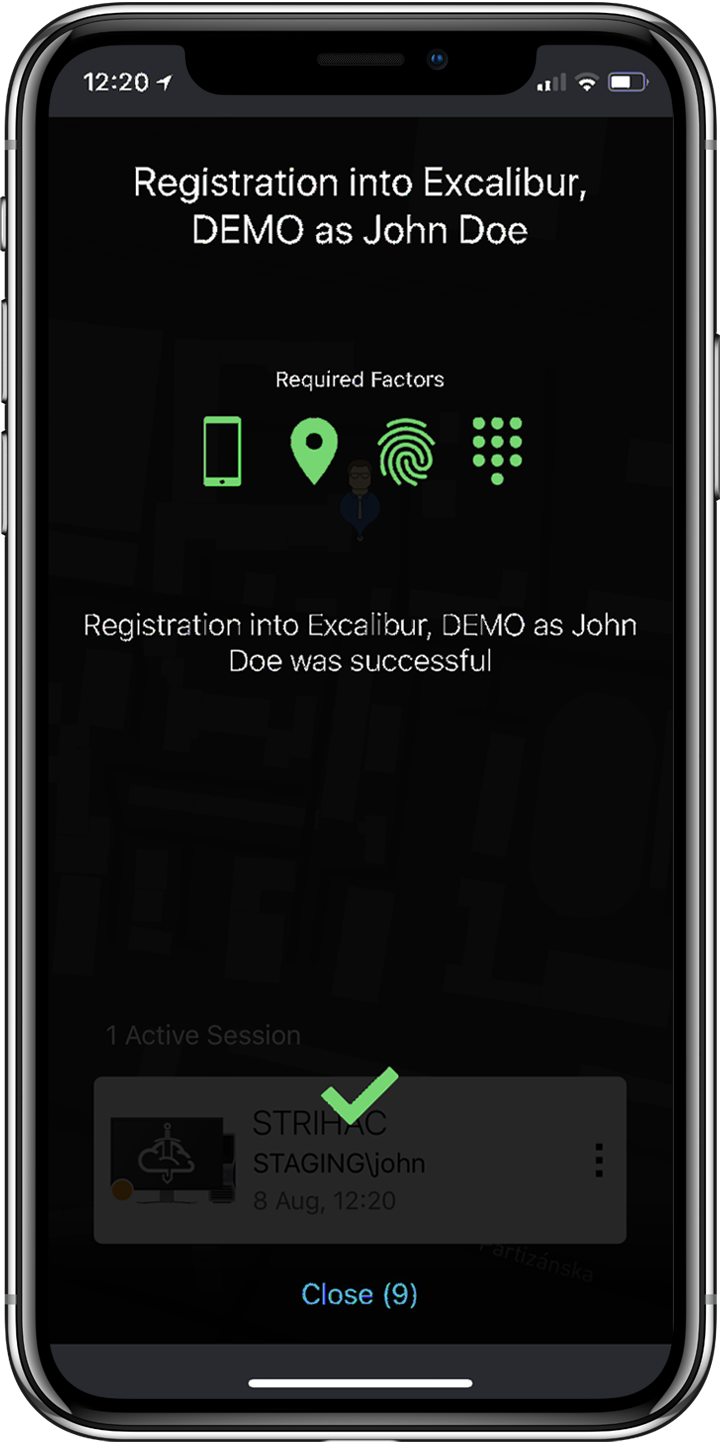 12:20
Registration into Excalibur,
DEMO as John Doe
Required Factors
Registration into Excalibur, DEMO as John
Doe was successful
1 Active Session
STRIHAC
STAGING\john
8 Aug, 12:20
Partizánska
Close (9)